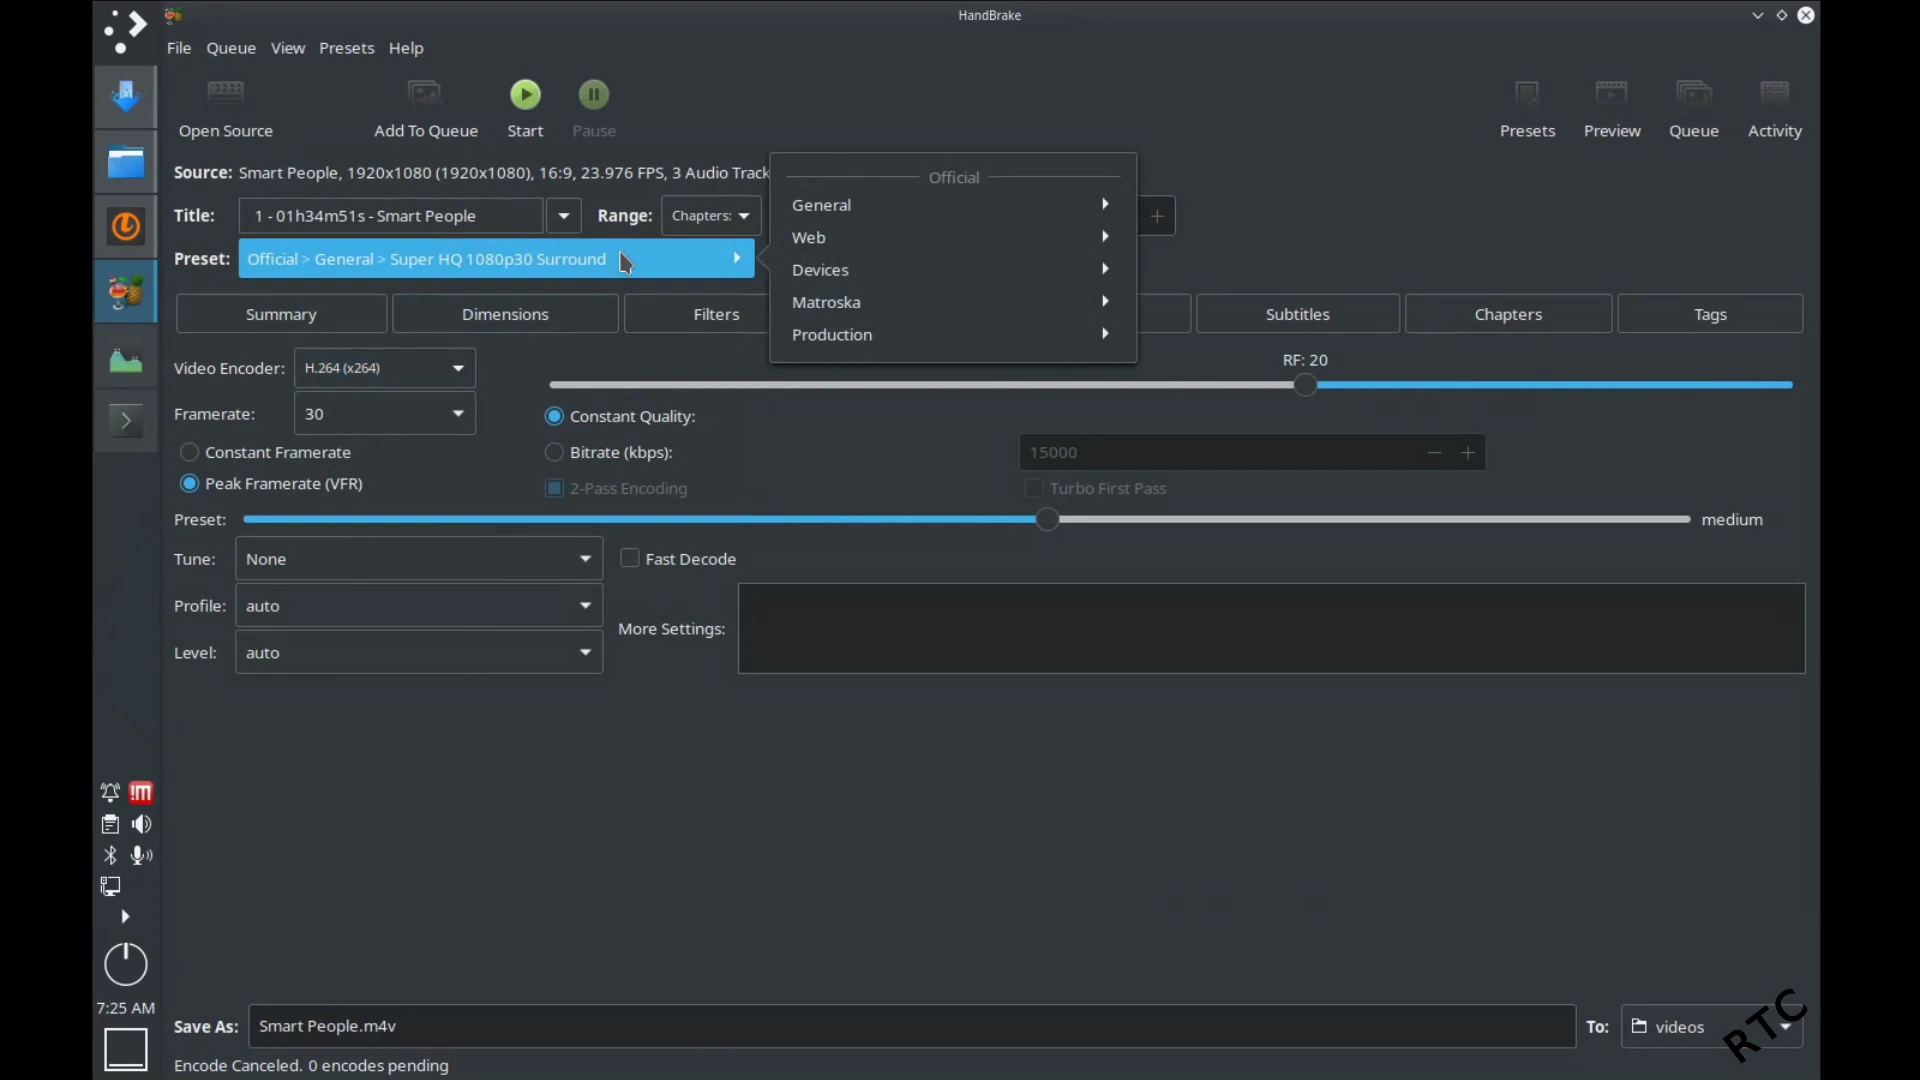 HandBrake
File Queue View Presets Help
Open Source Add To Queue Start Pause Presets Preview Queue Activity
Source: Smart People, 1920x1080 (1920x1080), 16:9, 23.976 FPS, 3 Audio Track
Official
General
Web
Devices
Matroska
Production
Title: 1 - 01h34m51s - Smart People Range: Chapters:
Preset: Official > General > Super HQ 1080p30 Surround
Summary Dimensions Filters Subtitles Chapters Tags
Video Encoder: H.264 (x264) RF: 20
Framerate: 30 Constant Quality:
Constant Framerate Bitrate (kbps): 15000
Peak Framerate (VFR) 2-Pass Encoding Turbo First Pass
Preset: medium
Tune: None Fast Decode
Profile: auto
More Settings:
Level: auto
7:25 AM
Save As: Smart People.m4v To: videos
RTC
Encode Canceled. 0 encodes pending